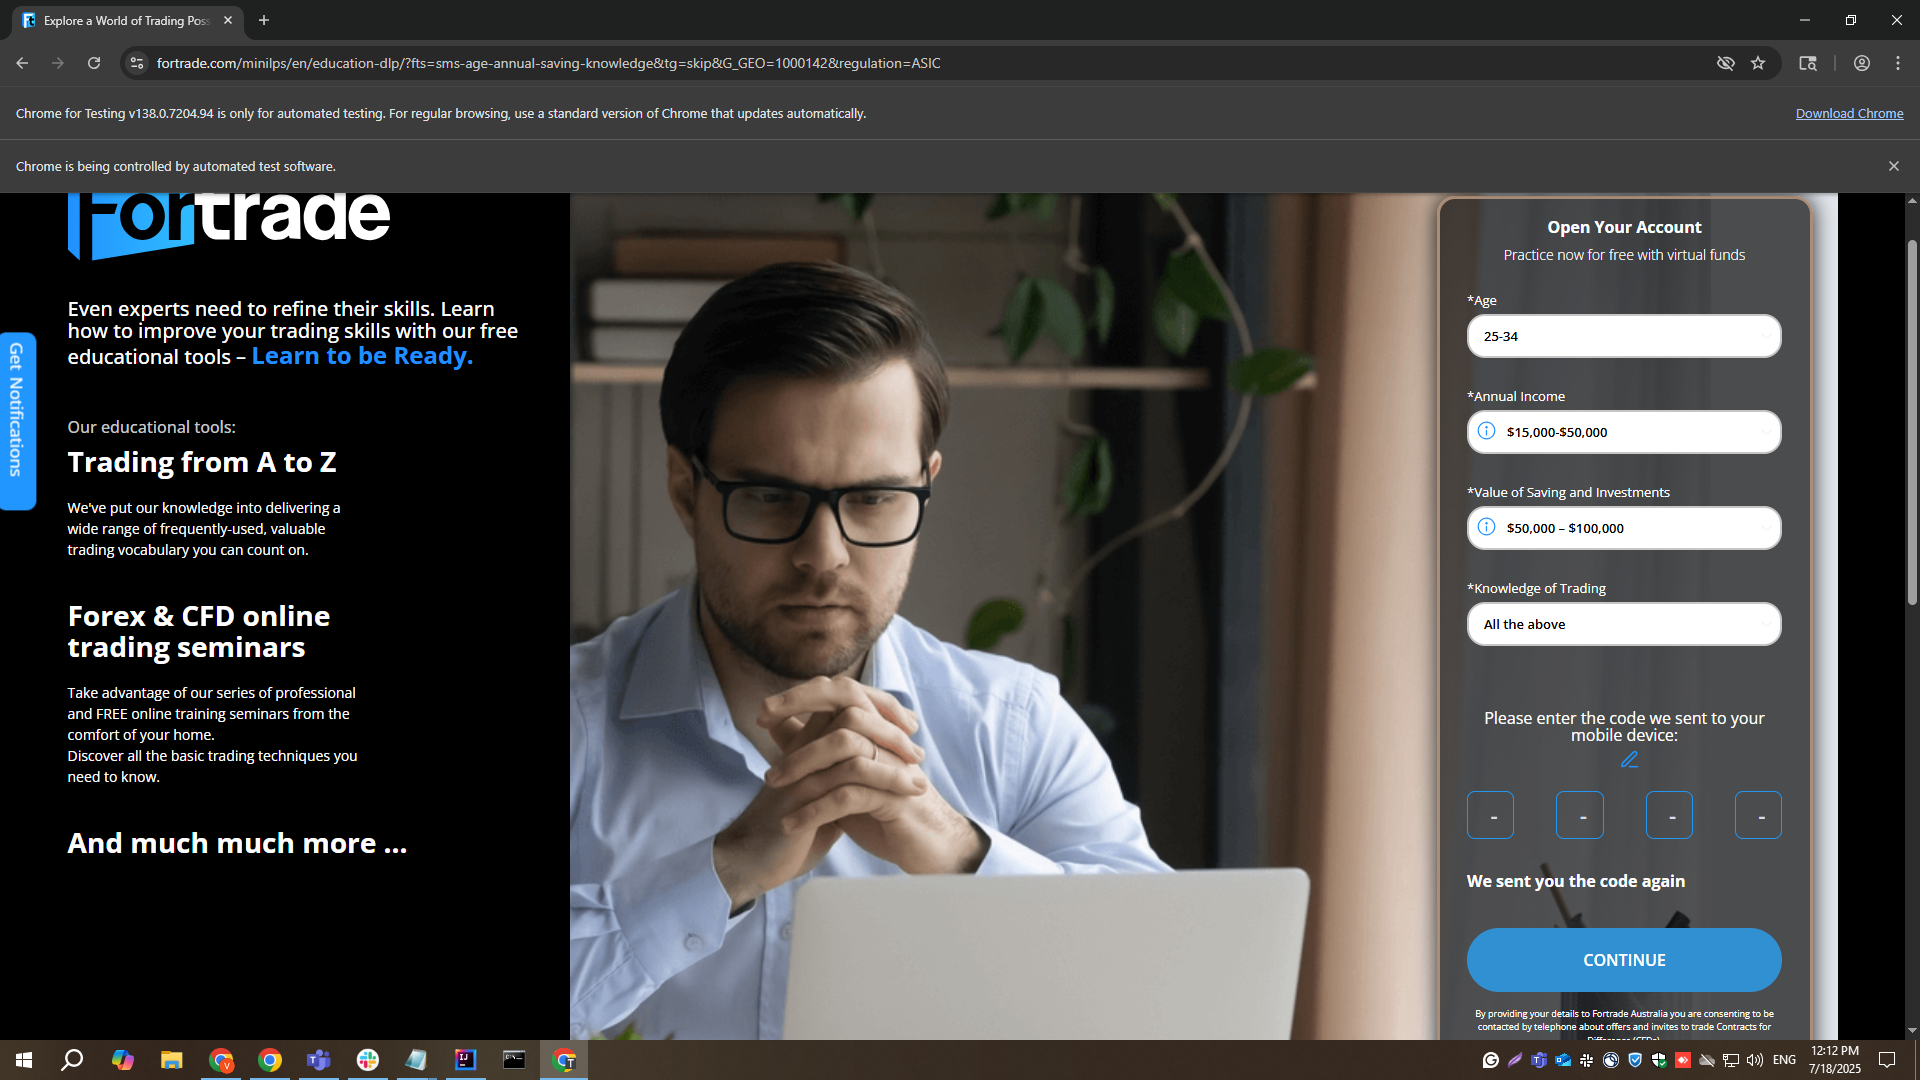 Explore a World of Trading Poss
fortrade.com/minilps/en/education-dlp/?fts=sms-age-annual-saving-knowledge&tg=skip&G_GEO=1000142&regulation=ASIC
Chrome for Testing v138.0.7204.94 is only for automated testing. For regular browsing, use a standard version of Chrome that updates automatically.
Download Chrome
Chrome is being controlled by automated test software.
Fortrade
Even experts need to refine their skills. Learn
how to improve your trading skills with our free
educational tools – Learn to be Ready.
Get Notifications
Our educational tools:
Trading from A to Z
We've put our knowledge into delivering a
wide range of frequently-used, valuable
trading vocabulary you can count on.
Forex & CFD online
trading seminars
Take advantage of our series of professional
and FREE online training seminars from the
comfort of your home.
Discover all the basic trading techniques you
need to know.
And much much more ...
Open Your Account
Practice now for free with virtual funds
*Age
25-34
*Annual Income
$15,000-$50,000
*Value of Saving and Investments
$50,000 – $100,000
*Knowledge of Trading
All the above
Please enter the code we sent to your
mobile device:
- - - -
We sent you the code again
CONTINUE
By providing your details to Fortrade Australia you are consenting to be
contacted by telephone about offers and invites to trade Contracts for
Difference (CFDs)
ENG
12:12 PM
7/18/2025